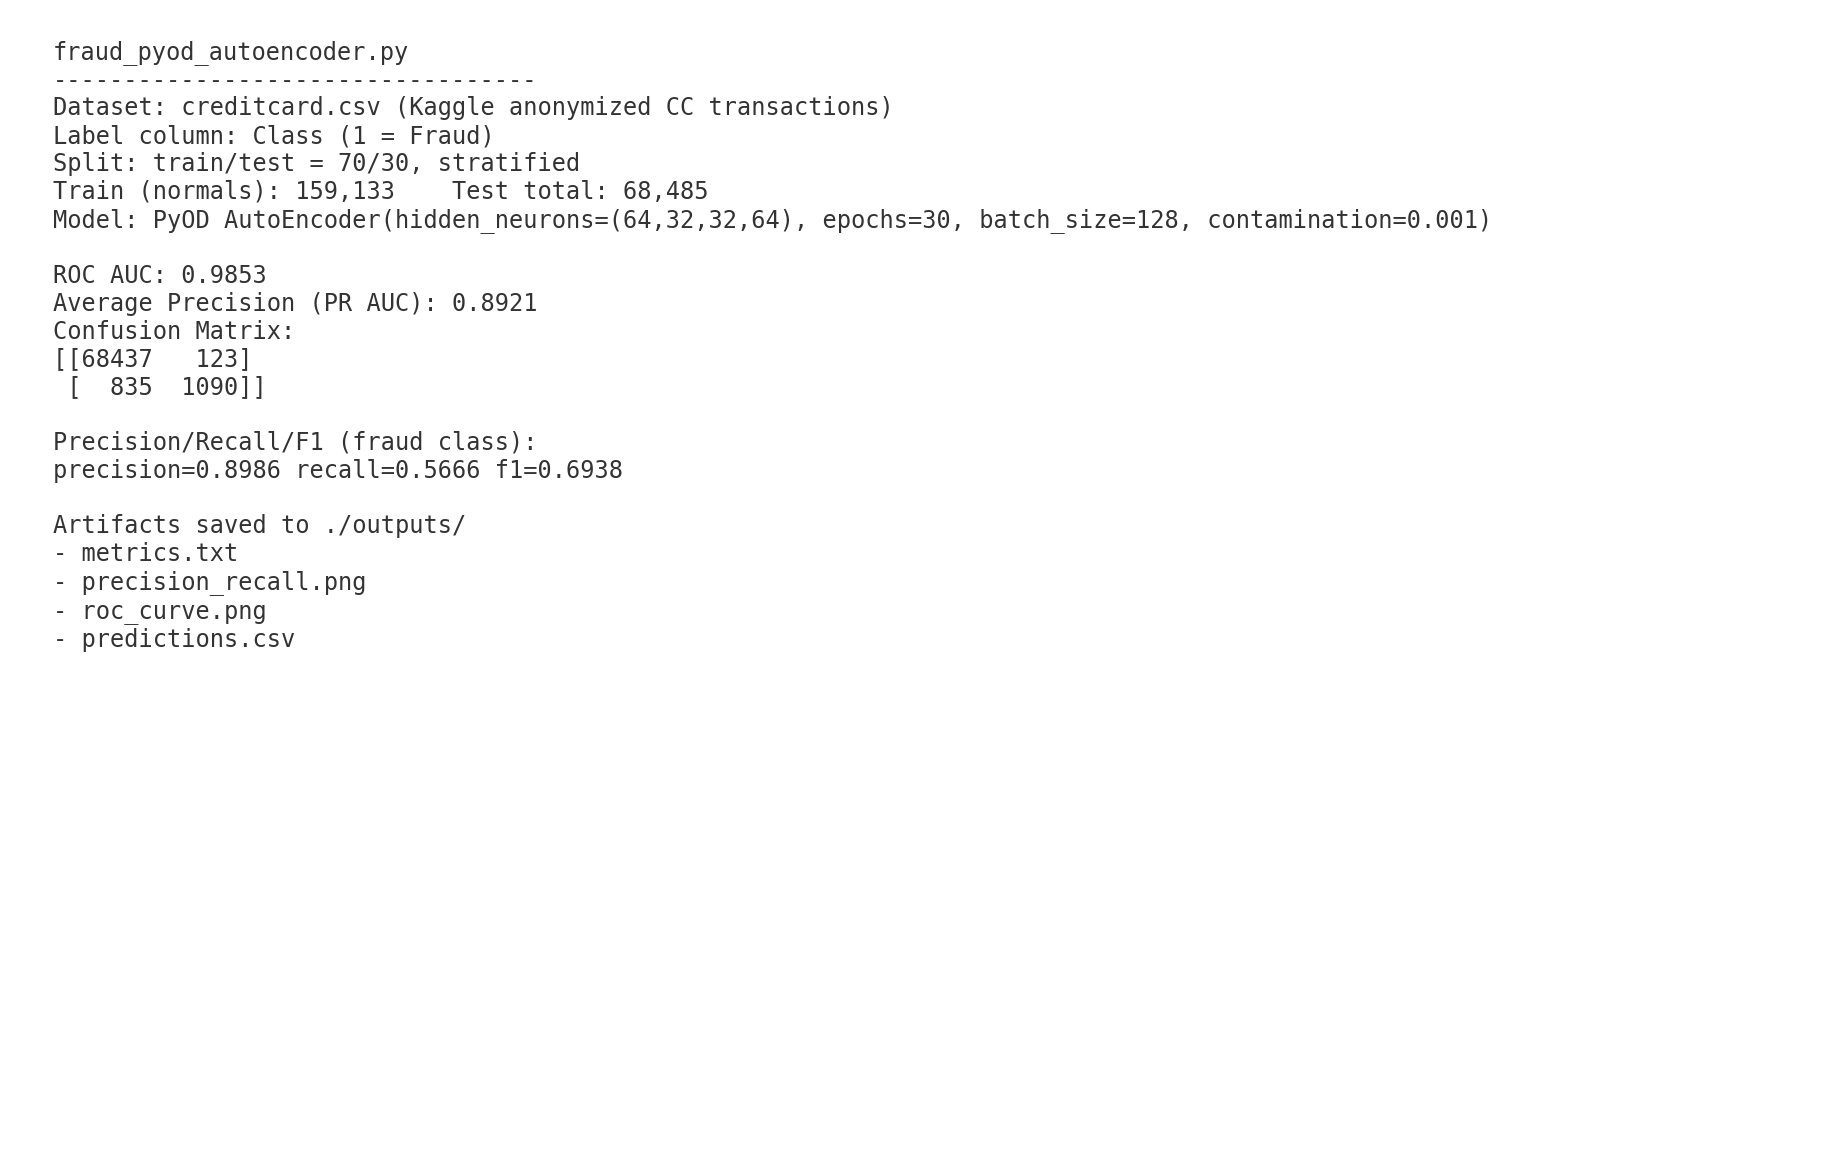 fraud_pyod_autoencoder.py
----------------------------------
Dataset: creditcard.csv (Kaggle anonymized CC transactions)
Label column: Class (1 = Fraud)
Split: train/test = 70/30, stratified
Train (normals): 159,133    Test total: 68,485
Model: PyOD AutoEncoder(hidden_neurons=(64,32,32,64), epochs=30, batch_size=128, contamination=0.001)

ROC AUC: 0.9853
Average Precision (PR AUC): 0.8921
Confusion Matrix:
[[68437   123]
 [  835  1090]]

Precision/Recall/F1 (fraud class):
precision=0.8986 recall=0.5666 f1=0.6938

Artifacts saved to ./outputs/
- metrics.txt
- precision_recall.png
- roc_curve.png
- predictions.csv